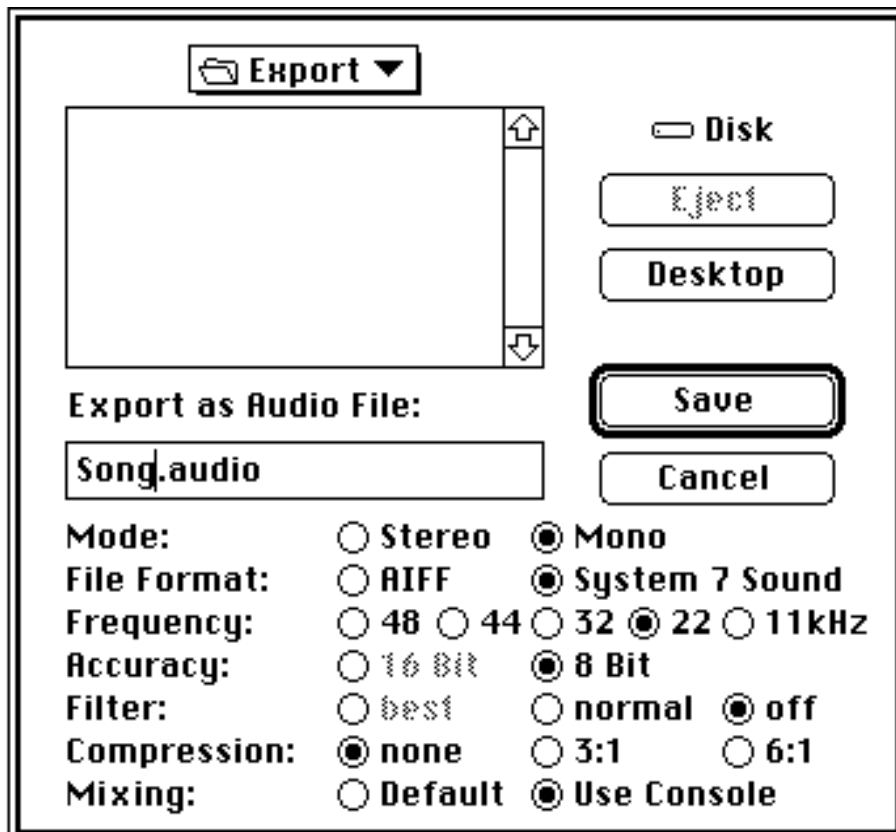 Export
Disk
Eject
Desktop
Export as Audio File:
Save
Song.audio
Cancel
Mode: Stereo Mono
File Format: AIFF System 7 Sound
Frequency: 48 44 32 22 11kHz
Accuracy: 16 Bit 8 Bit
Filter: best normal off
Compression: none 3:1 6:1
Mixing: Default Use Console